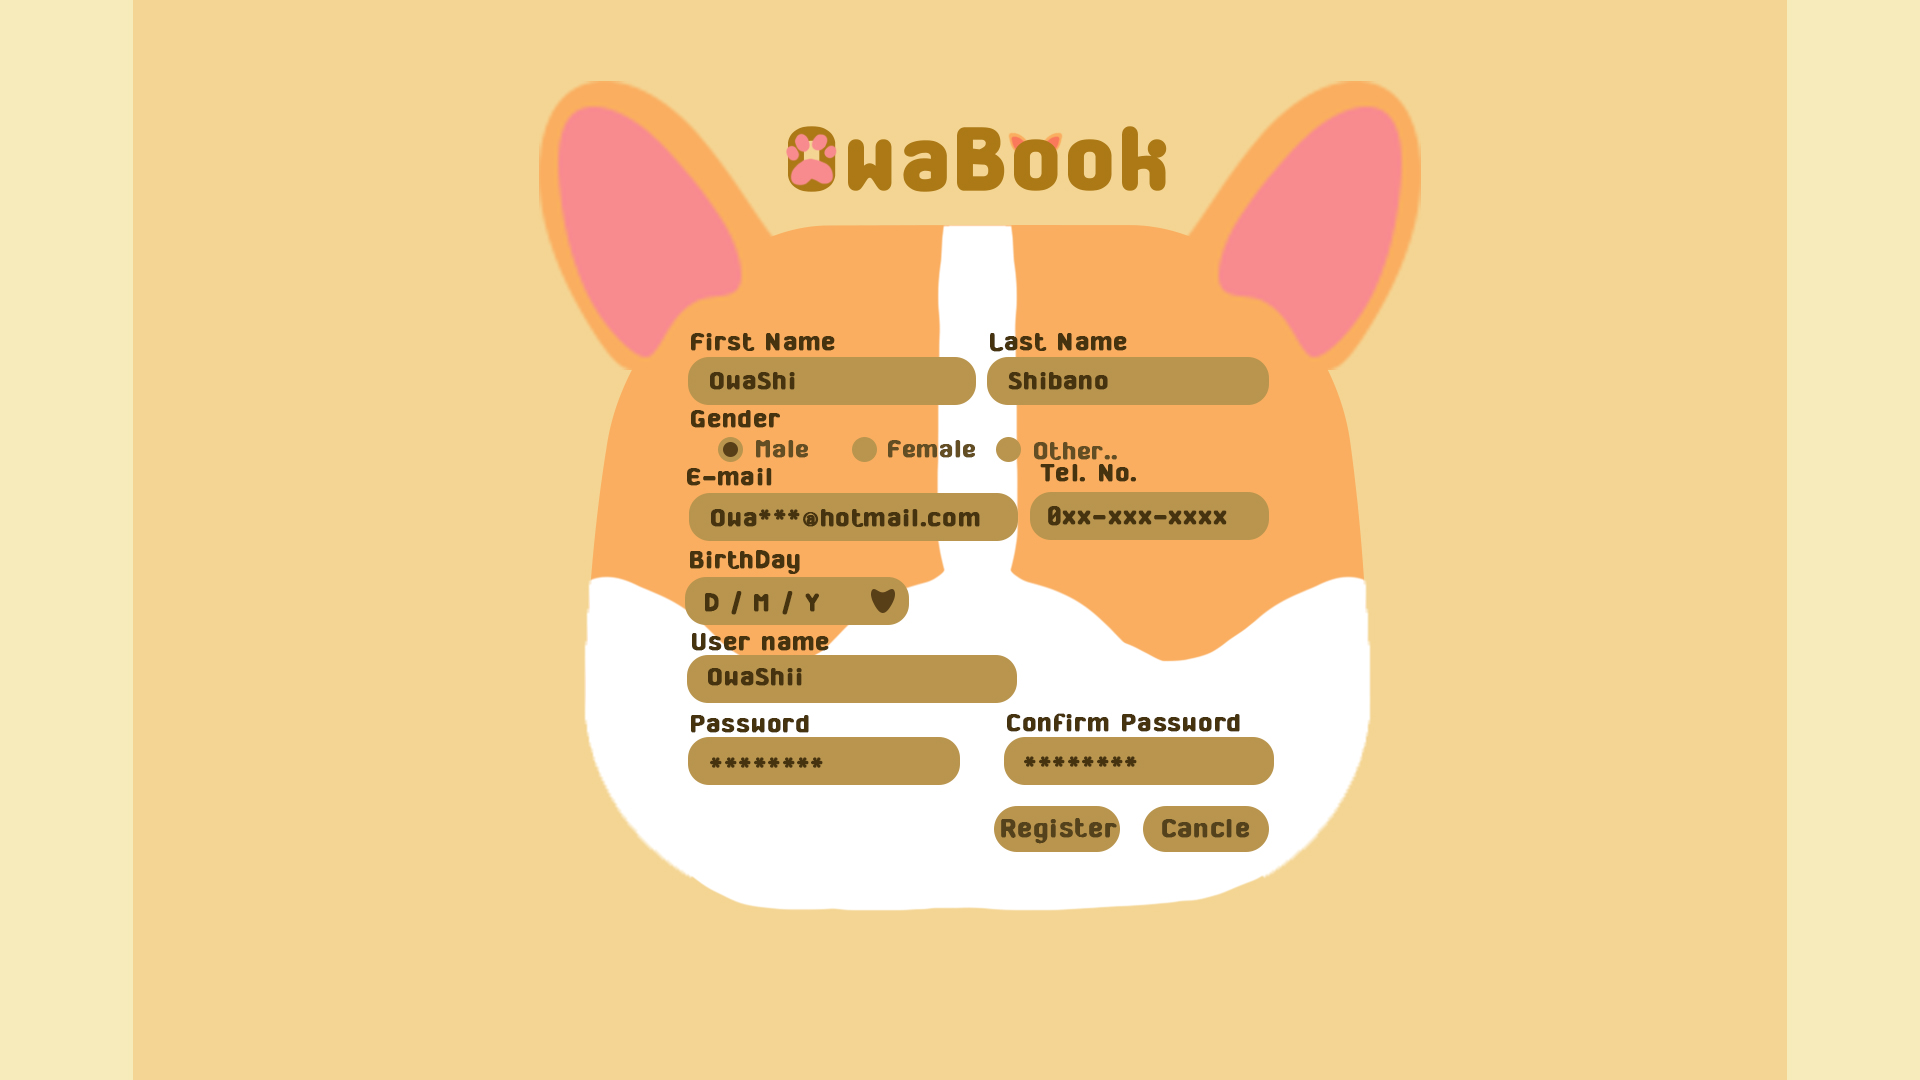 OwaBook
First Name Last Name
OwaShi Shibano
Gender
Male Female Other..
E-mail Tel. No.
Owa***@hotmail.com 0xx-xxx-xxxx
BirthDay
D / M / Y
User name
OwaShii
Password Confirm Password
******** ********
Register Cancle